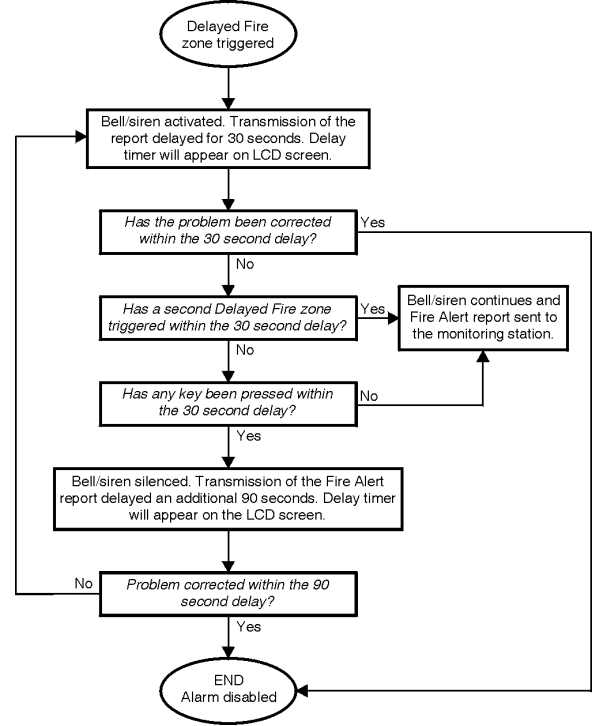 Delayed Fire
zone triggered
Bell/siren activated. Transmission of the
report delayed for 30 seconds. Delay
timer will appear on LCD screen.
Has the problem been corrected
within the 30 second delay?
Yes
No
Has a second Delayed Fire zone
triggered within the 30 second delay?
Yes
Bell/siren continues and
Fire Alert report sent to
the monitoring station.
No
Has any key been pressed within
the 30 second delay?
No
Yes
Bell/siren silenced. Transmission of the Fire Alert
report delayed an additional 90 seconds. Delay timer
will appear on the LCD screen.
No
Problem corrected within the 90
second delay?
Yes
END
Alarm disabled